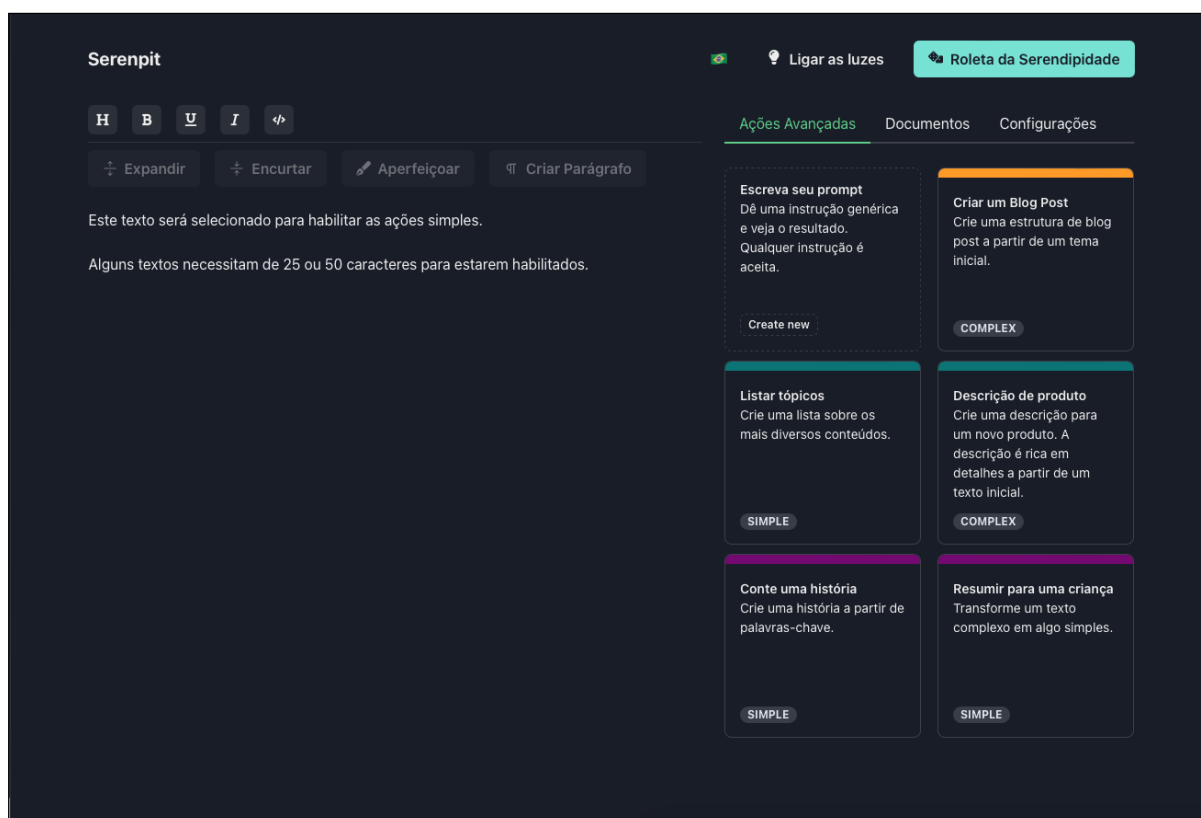 Serenpit
Ligar as luzes
Roleta da Serendipidade
H B U I </>
Ações Avançadas Documentos Configurações
Expandir Encurtar Aperfeiçoar ¶ Criar Parágrafo
Este texto será selecionado para habilitar as ações simples.
Alguns textos necessitam de 25 ou 50 caracteres para estarem habilitados.
Escreva seu prompt
Dê uma instrução genérica
e veja o resultado.
Qualquer instrução é
aceita.
Create new
Criar um Blog Post
Crie uma estrutura de blog
post a partir de um tema
inicial.
COMPLEX
Listar tópicos
Crie uma lista sobre os
mais diversos conteúdos.
SIMPLE
Descrição de produto
Crie uma descrição para
um novo produto. A
descrição é rica em
detalhes a partir de um
texto inicial.
COMPLEX
Conte uma história
Crie uma história a partir de
palavras-chave.
SIMPLE
Resumir para uma criança
Transforme um texto
complexo em algo simples.
SIMPLE